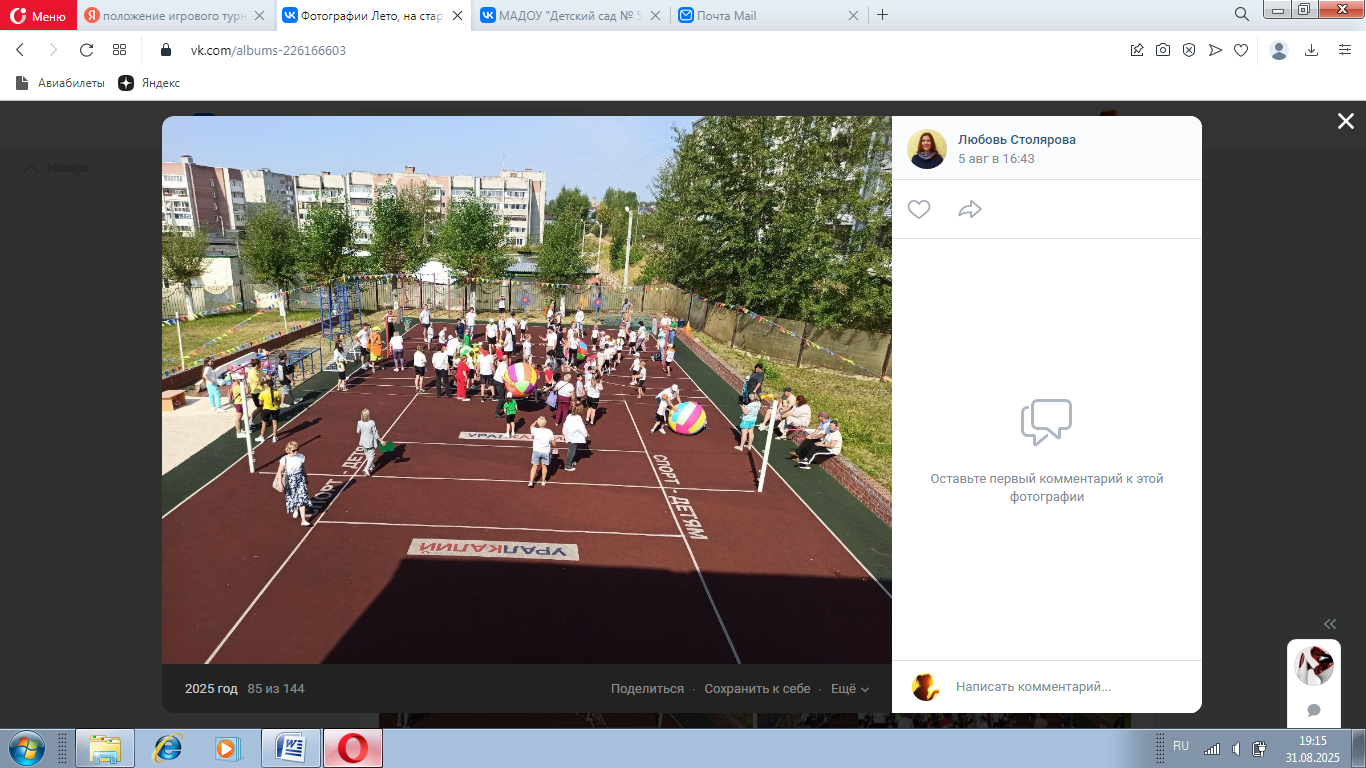 Меню
положение игрового турн
Фотографии Лето, на стар
МАДОУ "Детский сад № 5
Почта Mail
vk.com/albums-226166603
Авиабилеты
Яндекс
Наверх
Любовь Столярова
5 авг в 16:43
СПОРТ - ДЕТЯМ
УРАЛКАЛИЙ
Оставьте первый комментарий к этой
фотографии
2025 год 85 из 144
Поделиться · Сохранить к себе · Ещё
Написать комментарий...
RU
19:15
31.08.2025